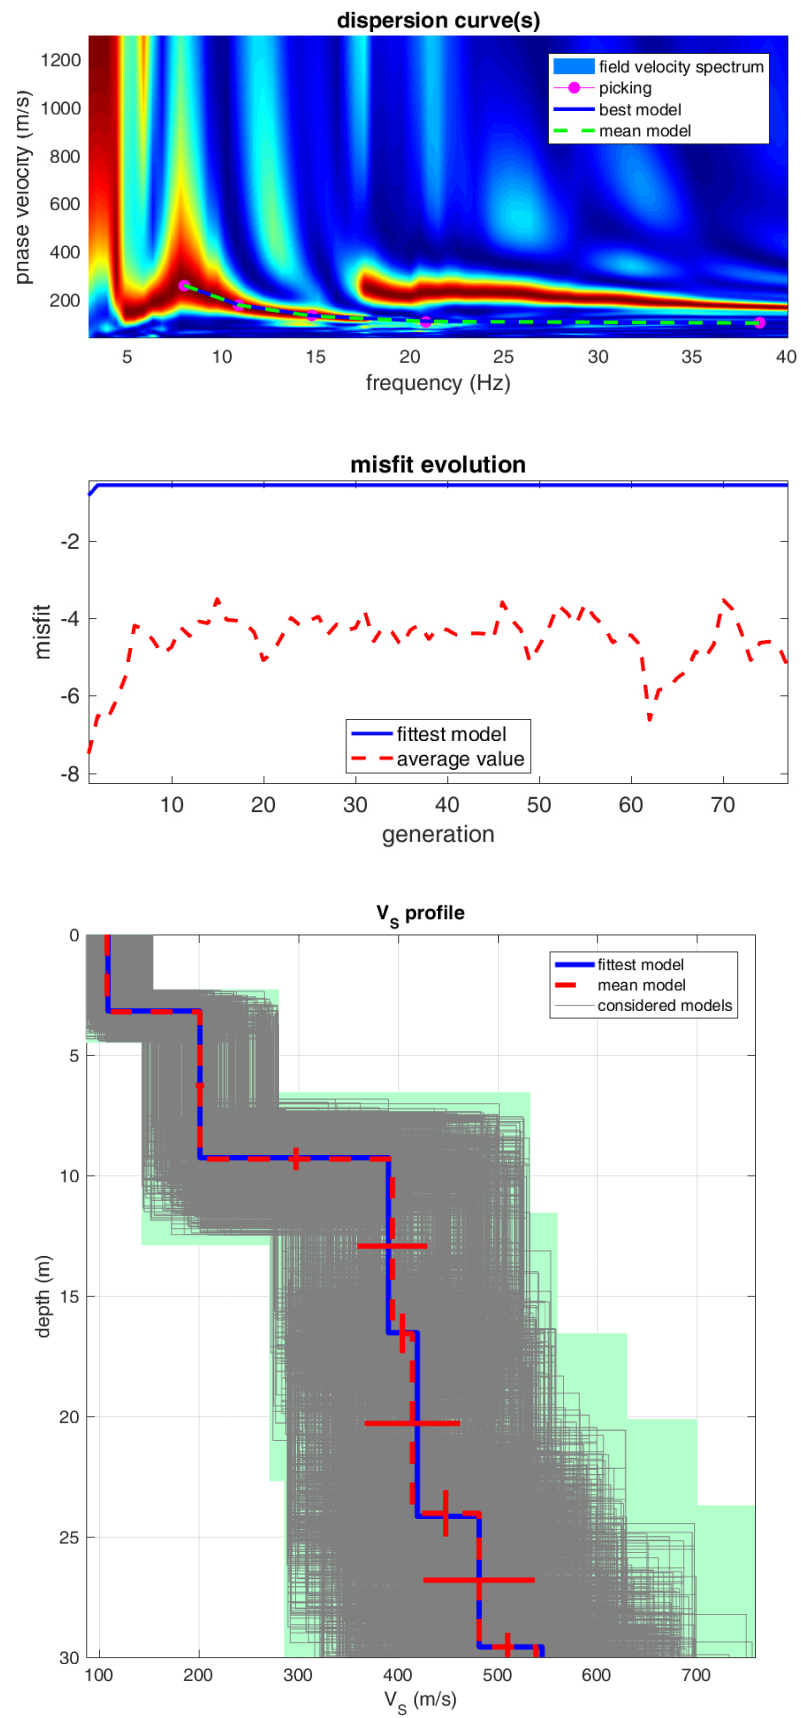 dispersion curve(s)
phase velocity (m/s)
1200
1000
800
600
400
200
field velocity spectrum
picking
best model
mean model
5 10 15 20 25 30 35 40
frequency (Hz)
misfit evolution
misfit
-2
-4
-6
-8
fittest model
average value
10 20 30 40 50 60 70
generation
VS profile
depth (m)
0
5
10
15
20
25
30
fittest model
mean model
considered models
100 200 300 400 500 600 700
VS (m/s)